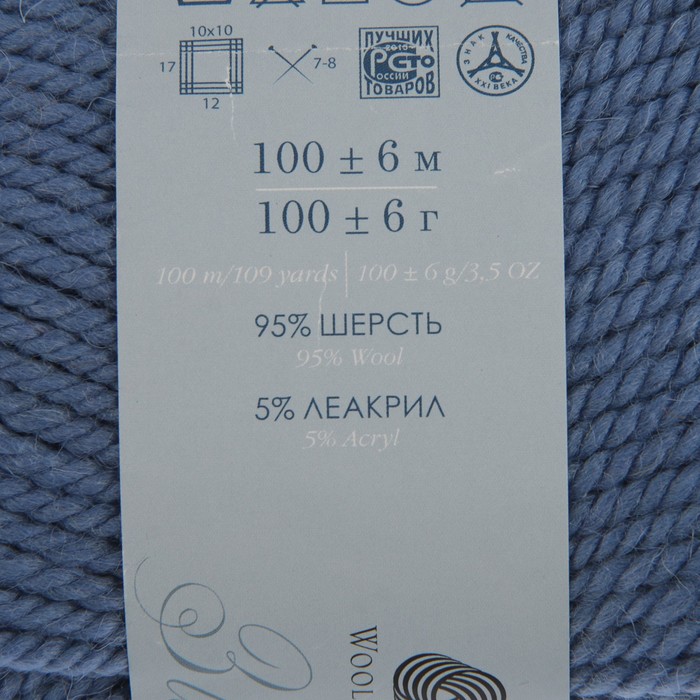 10x10
17
12
7-8
ЛУЧШИХ
2010
РОССИИ
СТО
ТОВАРОВ
ЗНАК КАЧЕСТВА
XXI ВЕКА
100 ± 6 м
100 ± 6 г
100 m/109 yards | 100 ± 6 g/3,5 OZ
95% ШЕРСТЬ
95% Wool
5% ЛЕАКРИЛ
5% Acryl
WOOL